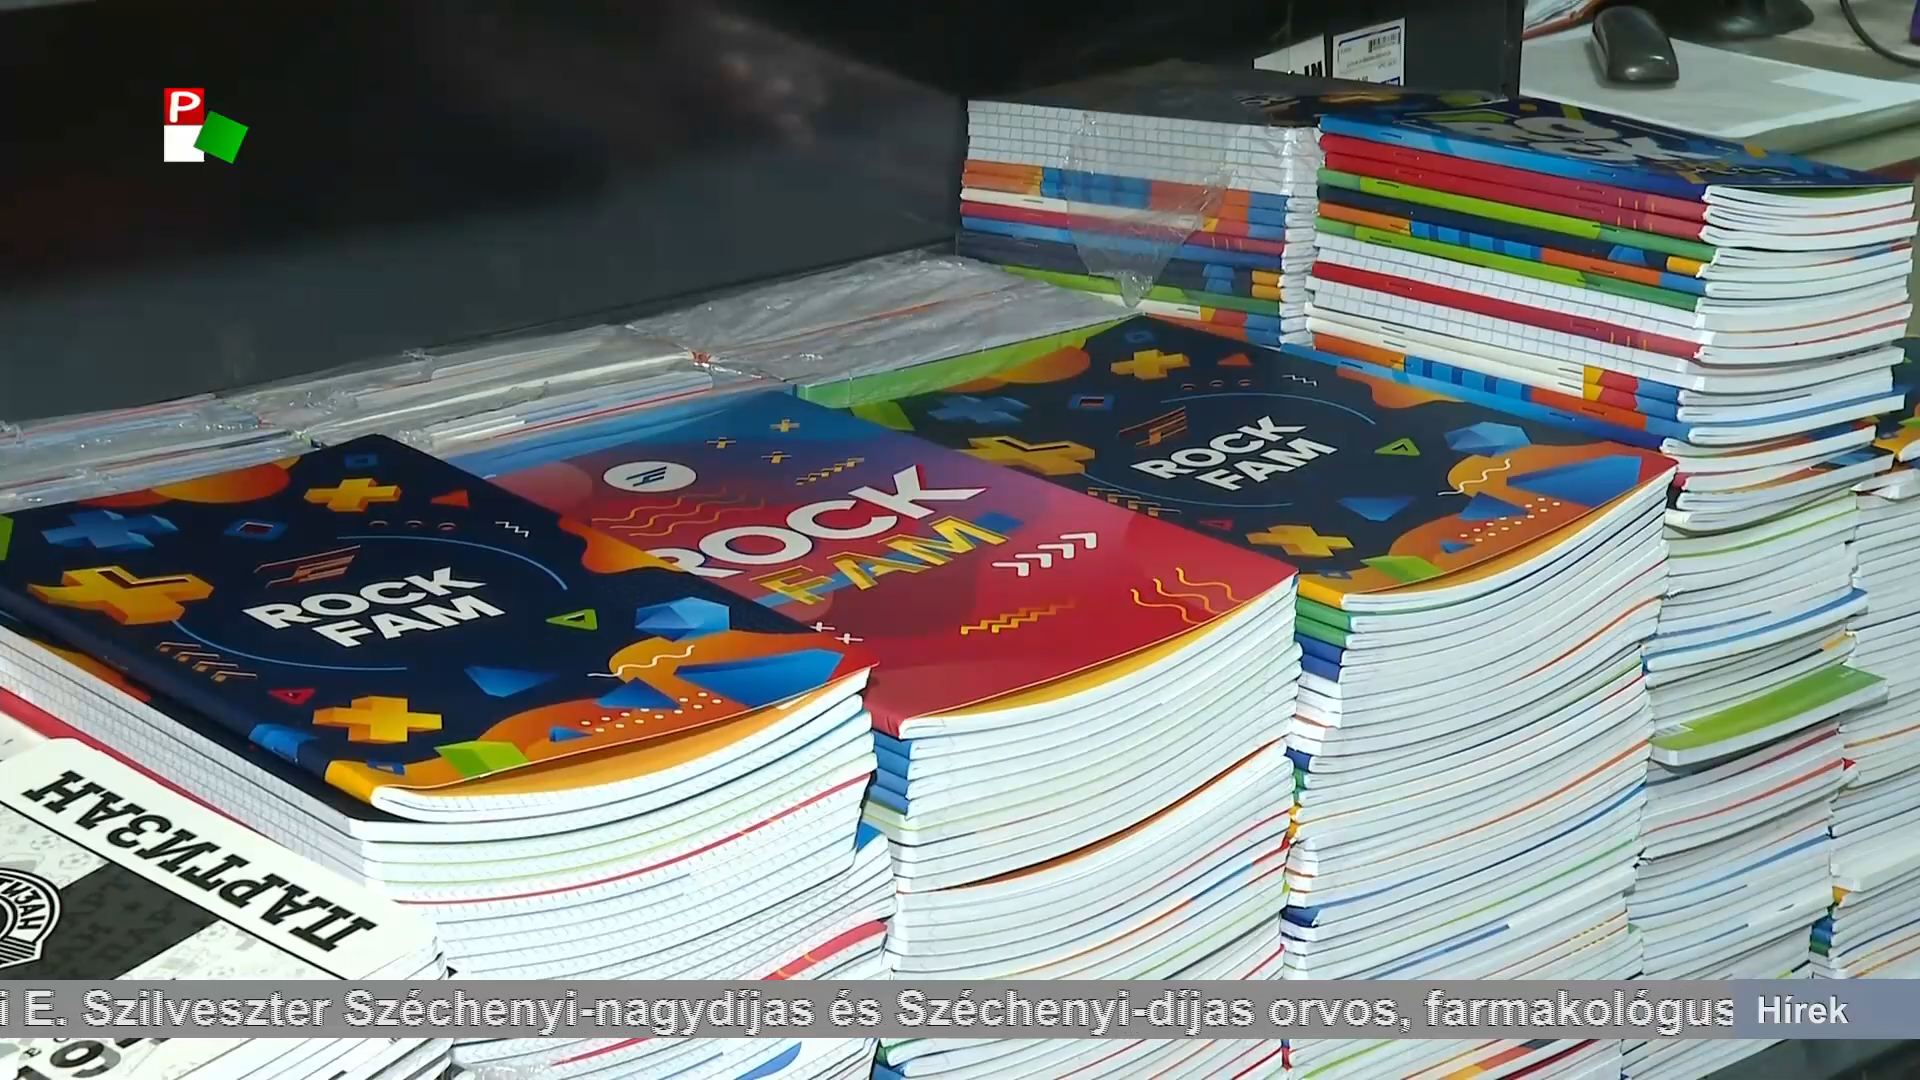 P
ROCK
FAM
ROCK
FAM
ROCK
FAM
ПАРТИЗАН
i E. Szilveszter Széchenyi-nagydíjas és Széchenyi-díjas orvos, farmakológus
Hírek